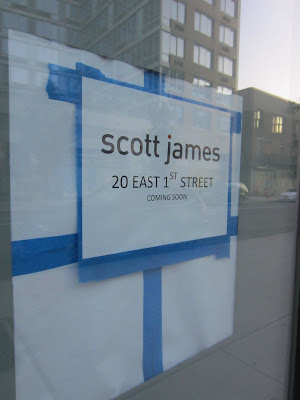 scott james
20 EAST 1ST STREET
COMING SOON